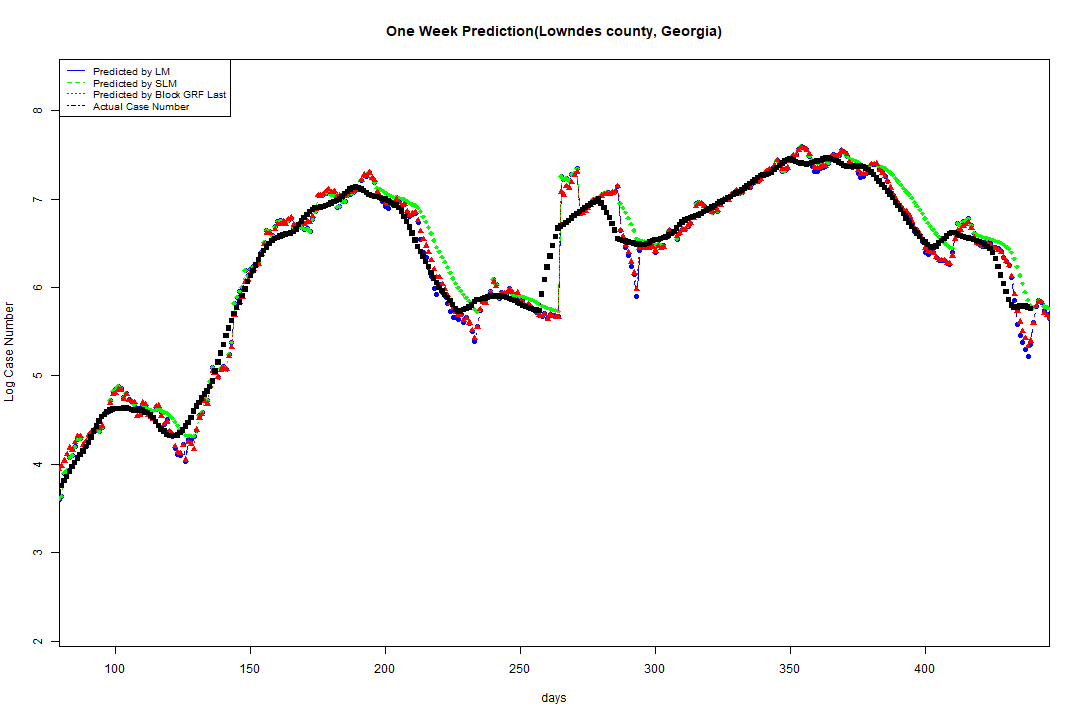 One Week Prediction(Lowndes county, Georgia)
Predicted by LM
Predicted by SLM
Predicted by Block GRF Last
Actual Case Number
8
7
6
5
4
3
2
Log Case Number
100 150 200 250 300 350 400
days